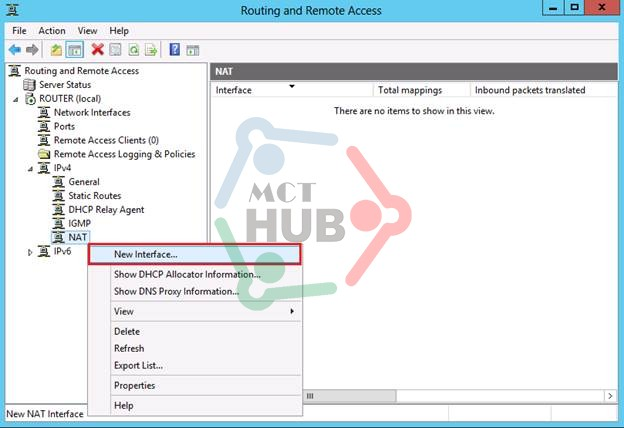 Routing and Remote Access
File Action View Help
Routing and Remote Access
Server Status
ROUTER (local)
Network Interfaces
Ports
Remote Access Clients (0)
Remote Access Logging & Policies
IPv4
General
Static Routes
DHCP Relay Agent
IGMP
NAT
IPv6
NAT
Interface Total mappings Inbound packets translated
There are no items to show in this view.
MCT
HUB
New Interface...
Show DHCP Allocator Information...
Show DNS Proxy Information...
View
Delete
Refresh
Export List...
Properties
Help
New NAT Interface